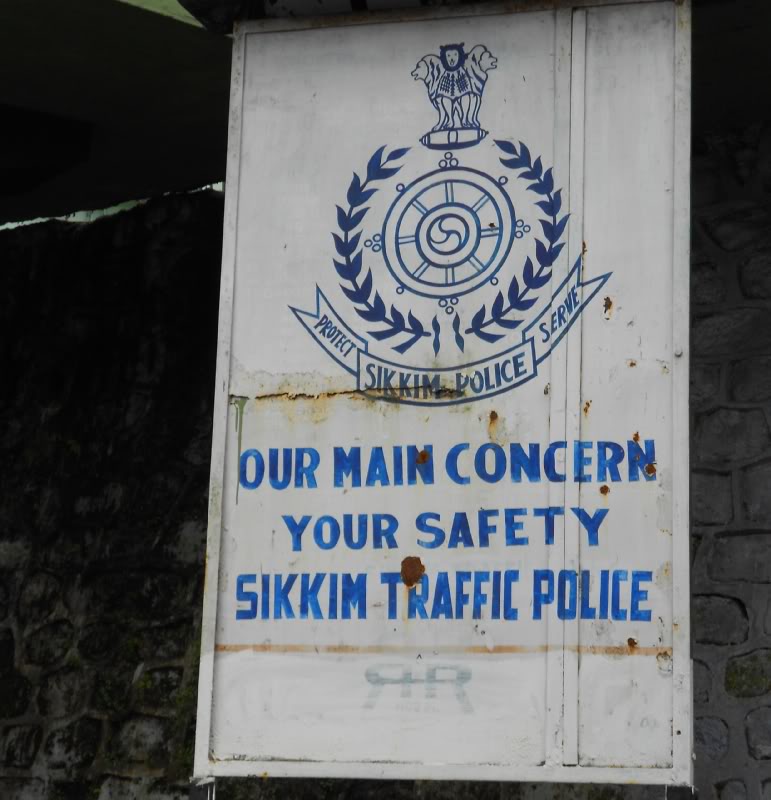 PROTECT
SIKKIM POLICE
SERVE
OUR MAIN CONCERN
YOUR SAFETY
SIKKIM TRAFFIC POLICE